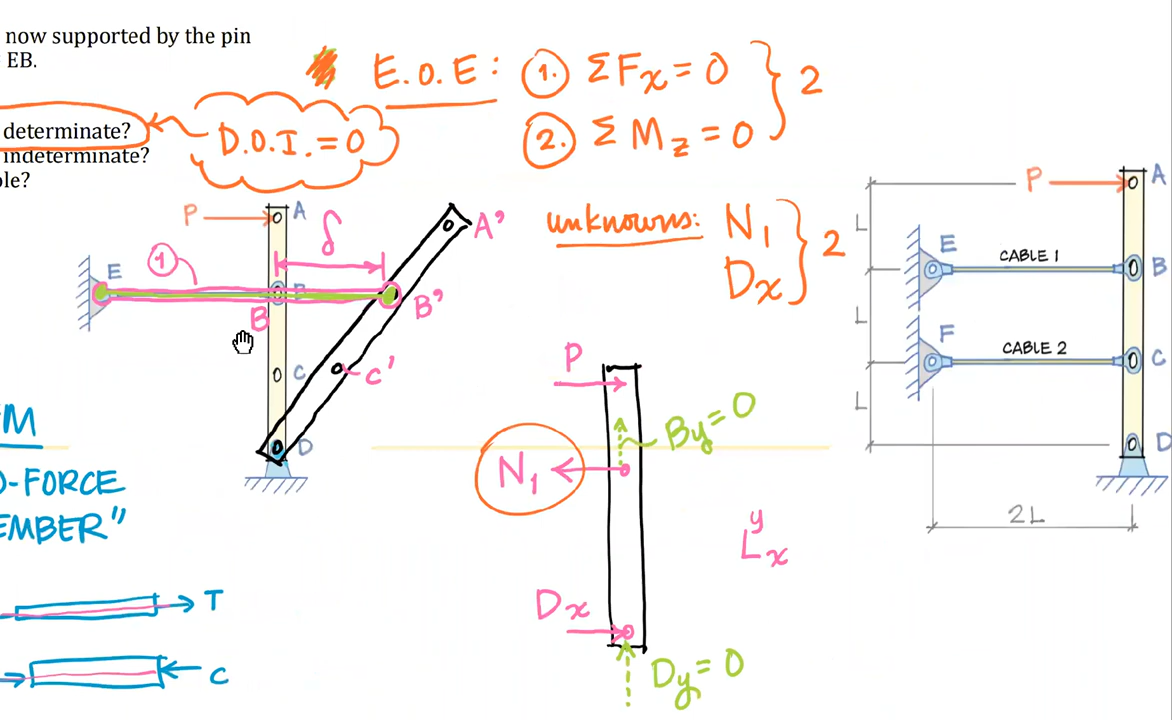 now supported by the pin
EB.
determinate?
indeterminate?
ble?
D.O.I. = 0
E.O.E: 1. ΣFx = 0
2. ΣMz = 0
} 2
unknowns: N1
Dx
} 2
P A
δ
A'
1
E
B
B'
C
C'
D
M
-FORCE
EMBER"
T
C
P
By = 0
N1
y
x
Dx
Dy = 0
P A
L
E CABLE 1 B
L
F CABLE 2 C
L
D
2L